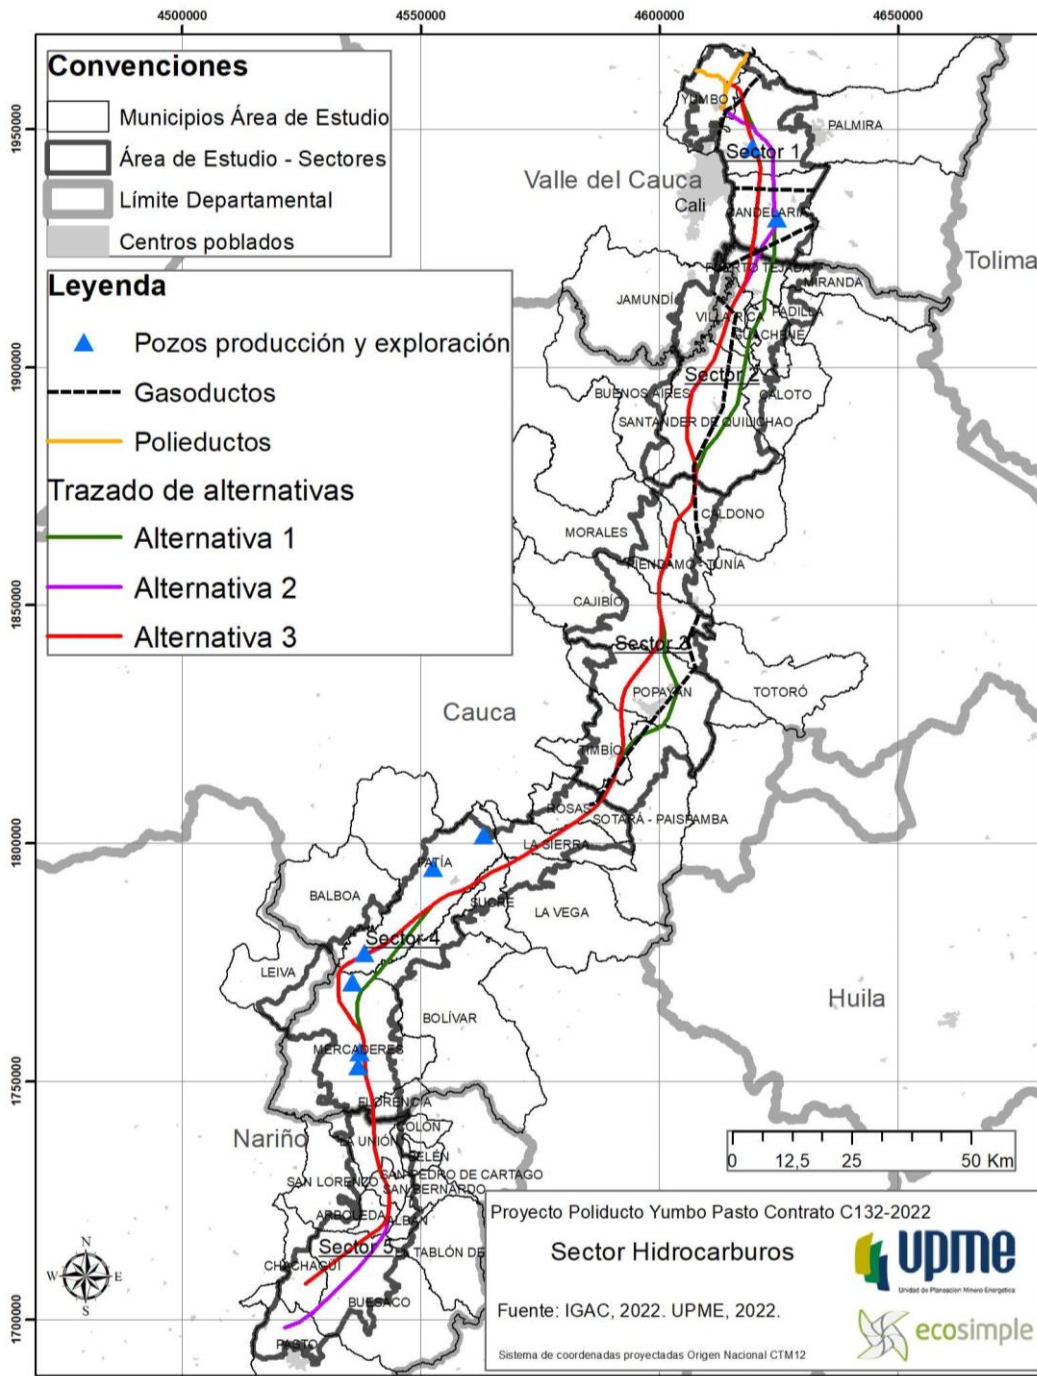 4500000
4550000
4600000
4650000
Convenciones
Municipios Área de Estudio
Área de Estudio - Sectores
Límite Departamental
Centros poblados
Leyenda
Pozos producción y exploración
Gasoductos
Polieductos
Trazado de alternativas
Alternativa 1
Alternativa 2
Alternativa 3
1950000
1900000
1850000
1800000
1750000
1700000
YUMBO
PALMIRA
Sector 1
Valle del Cauca
Cali
CANDELARIA
Tolima
PUERTO TEJADA
MIRANDA
JAMUNDÍ
PADILLA
VILLA RICA
GUACHENÉ
Sector 2
BUENOS AIRES
CALOTO
SANTANDER DE QUILICHAO
CALDONO
MORALES
PIENDAMÓ - TUNÍA
CAJIBÍO
Sector 3
POPAYÁN
TOTORÓ
Cauca
TIMBÍO
ROSAS
SOTARÁ - PAISPAMBA
LA SIERRA
PATÍA
BALBOA
SUCRE
LA VEGA
Sector 4
LEIVA
Huila
BOLÍVAR
MERCADERES
FLORENCIA
COLÓN
Nariño
LA UNIÓN
BELÉN
SAN PEDRO DE CARTAGO
SAN LORENZO
SAN BERNARDO
ARBOLEDA
ALBÁN
Sector 5
EL TABLÓN DE
CHACHAGÜÍ
BUESACO
PASTO
0 12,5 25 50 Km
N
W E
S
Proyecto Poliducto Yumbo Pasto Contrato C132-2022
Sector Hidrocarburos
upme
Unidad de Planeación Minero Energética
Fuente: IGAC, 2022. UPME, 2022.
ecosimple
Sistema de coordenadas proyectadas Origen Nacional CTM12